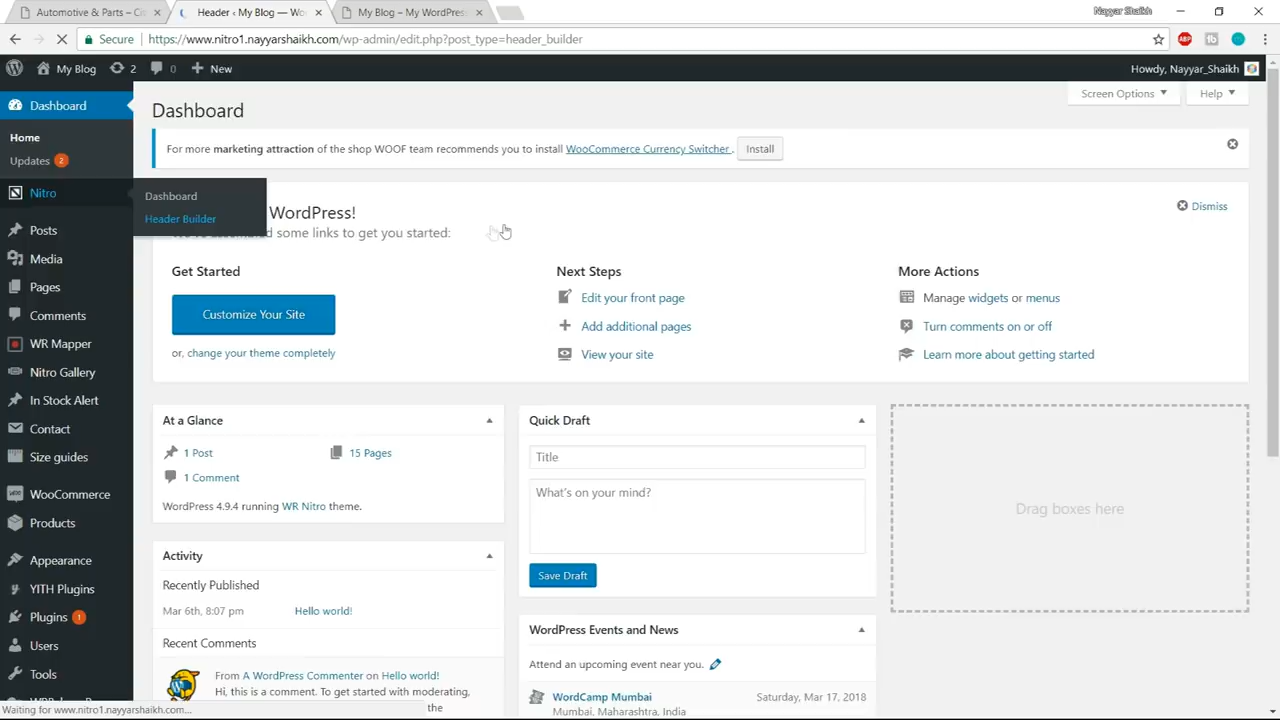 Automotive & Parts – Ci
Header ‹ My Blog — Wo
My Blog – My WordPres
Nayyar Shaikh
Secure
https://www.nitro1.nayyarshaikh.com/wp-admin/edit.php?post_type=header_builder
My Blog
2
0
New
Howdy, Nayyar_Shaikh
Dashboard
Home
Updates 2
Nitro
Dashboard
Header Builder
Posts
Media
Pages
Comments
WR Mapper
Nitro Gallery
In Stock Alert
Contact
Size guides
WooCommerce
Products
Appearance
YITH Plugins
Plugins 1
Users
Tools
Dashboard
Screen Options
Help
For more marketing attraction of the shop WOOF team recommends you to install WooCommerce Currency Switcher . Install
WordPress!
some links to get you started:
Dismiss
Get Started
Customize Your Site
or, change your theme completely
Next Steps
Edit your front page
Add additional pages
View your site
More Actions
Manage widgets or menus
Turn comments on or off
Learn more about getting started
At a Glance
1 Post
15 Pages
1 Comment
WordPress 4.9.4 running WR Nitro theme.
Activity
Recently Published
Mar 6th, 8:07 pm
Hello world!
Recent Comments
From A WordPress Commenter on Hello world!
Hi, this is a comment. To get started with moderating,
the
Quick Draft
Title
What's on your mind?
Save Draft
WordPress Events and News
Attend an upcoming event near you.
WordCamp Mumbai
Saturday, Mar 17, 2018
Mumbai, Maharashtra, India
Drag boxes here
Waiting for www.nitro1.nayyarshaikh.com...